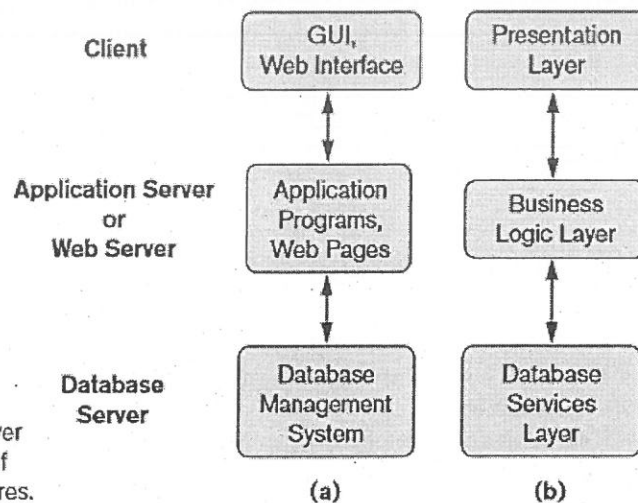 Client
GUI,
Web Interface
Presentation
Layer
Application Server
or
Web Server
Application
Programs,
Web Pages
Business
Logic Layer
Database
Server
Database
Management
System
Database
Services
Layer
res.
(a)
(b)